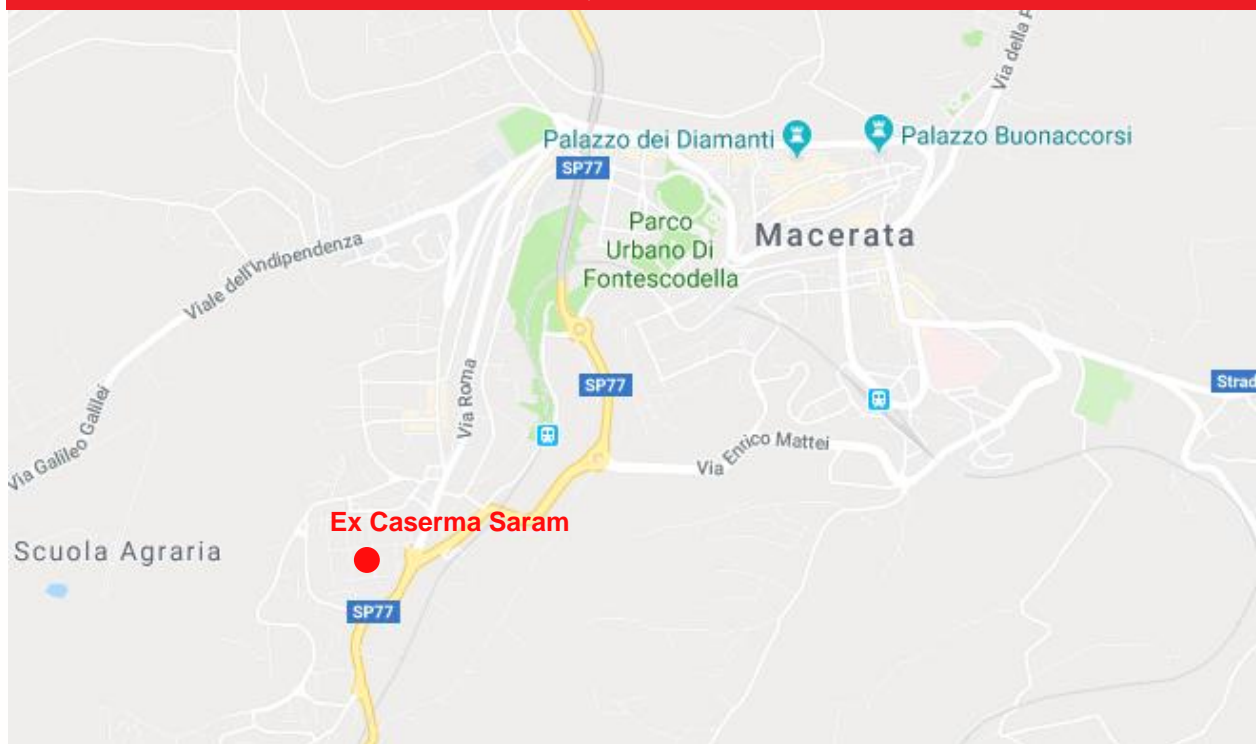 Via della
Palazzo dei Diamanti
Palazzo Buonaccorsi
SP77
Parco
Urbano Di
Fontescodella
Macerata
Viale dell'Indipendenza
Via Roma
SP77
Strad
Via Galileo Galilei
Via Enrico Mattei
Ex Caserma Saram
Scuola Agraria
SP77